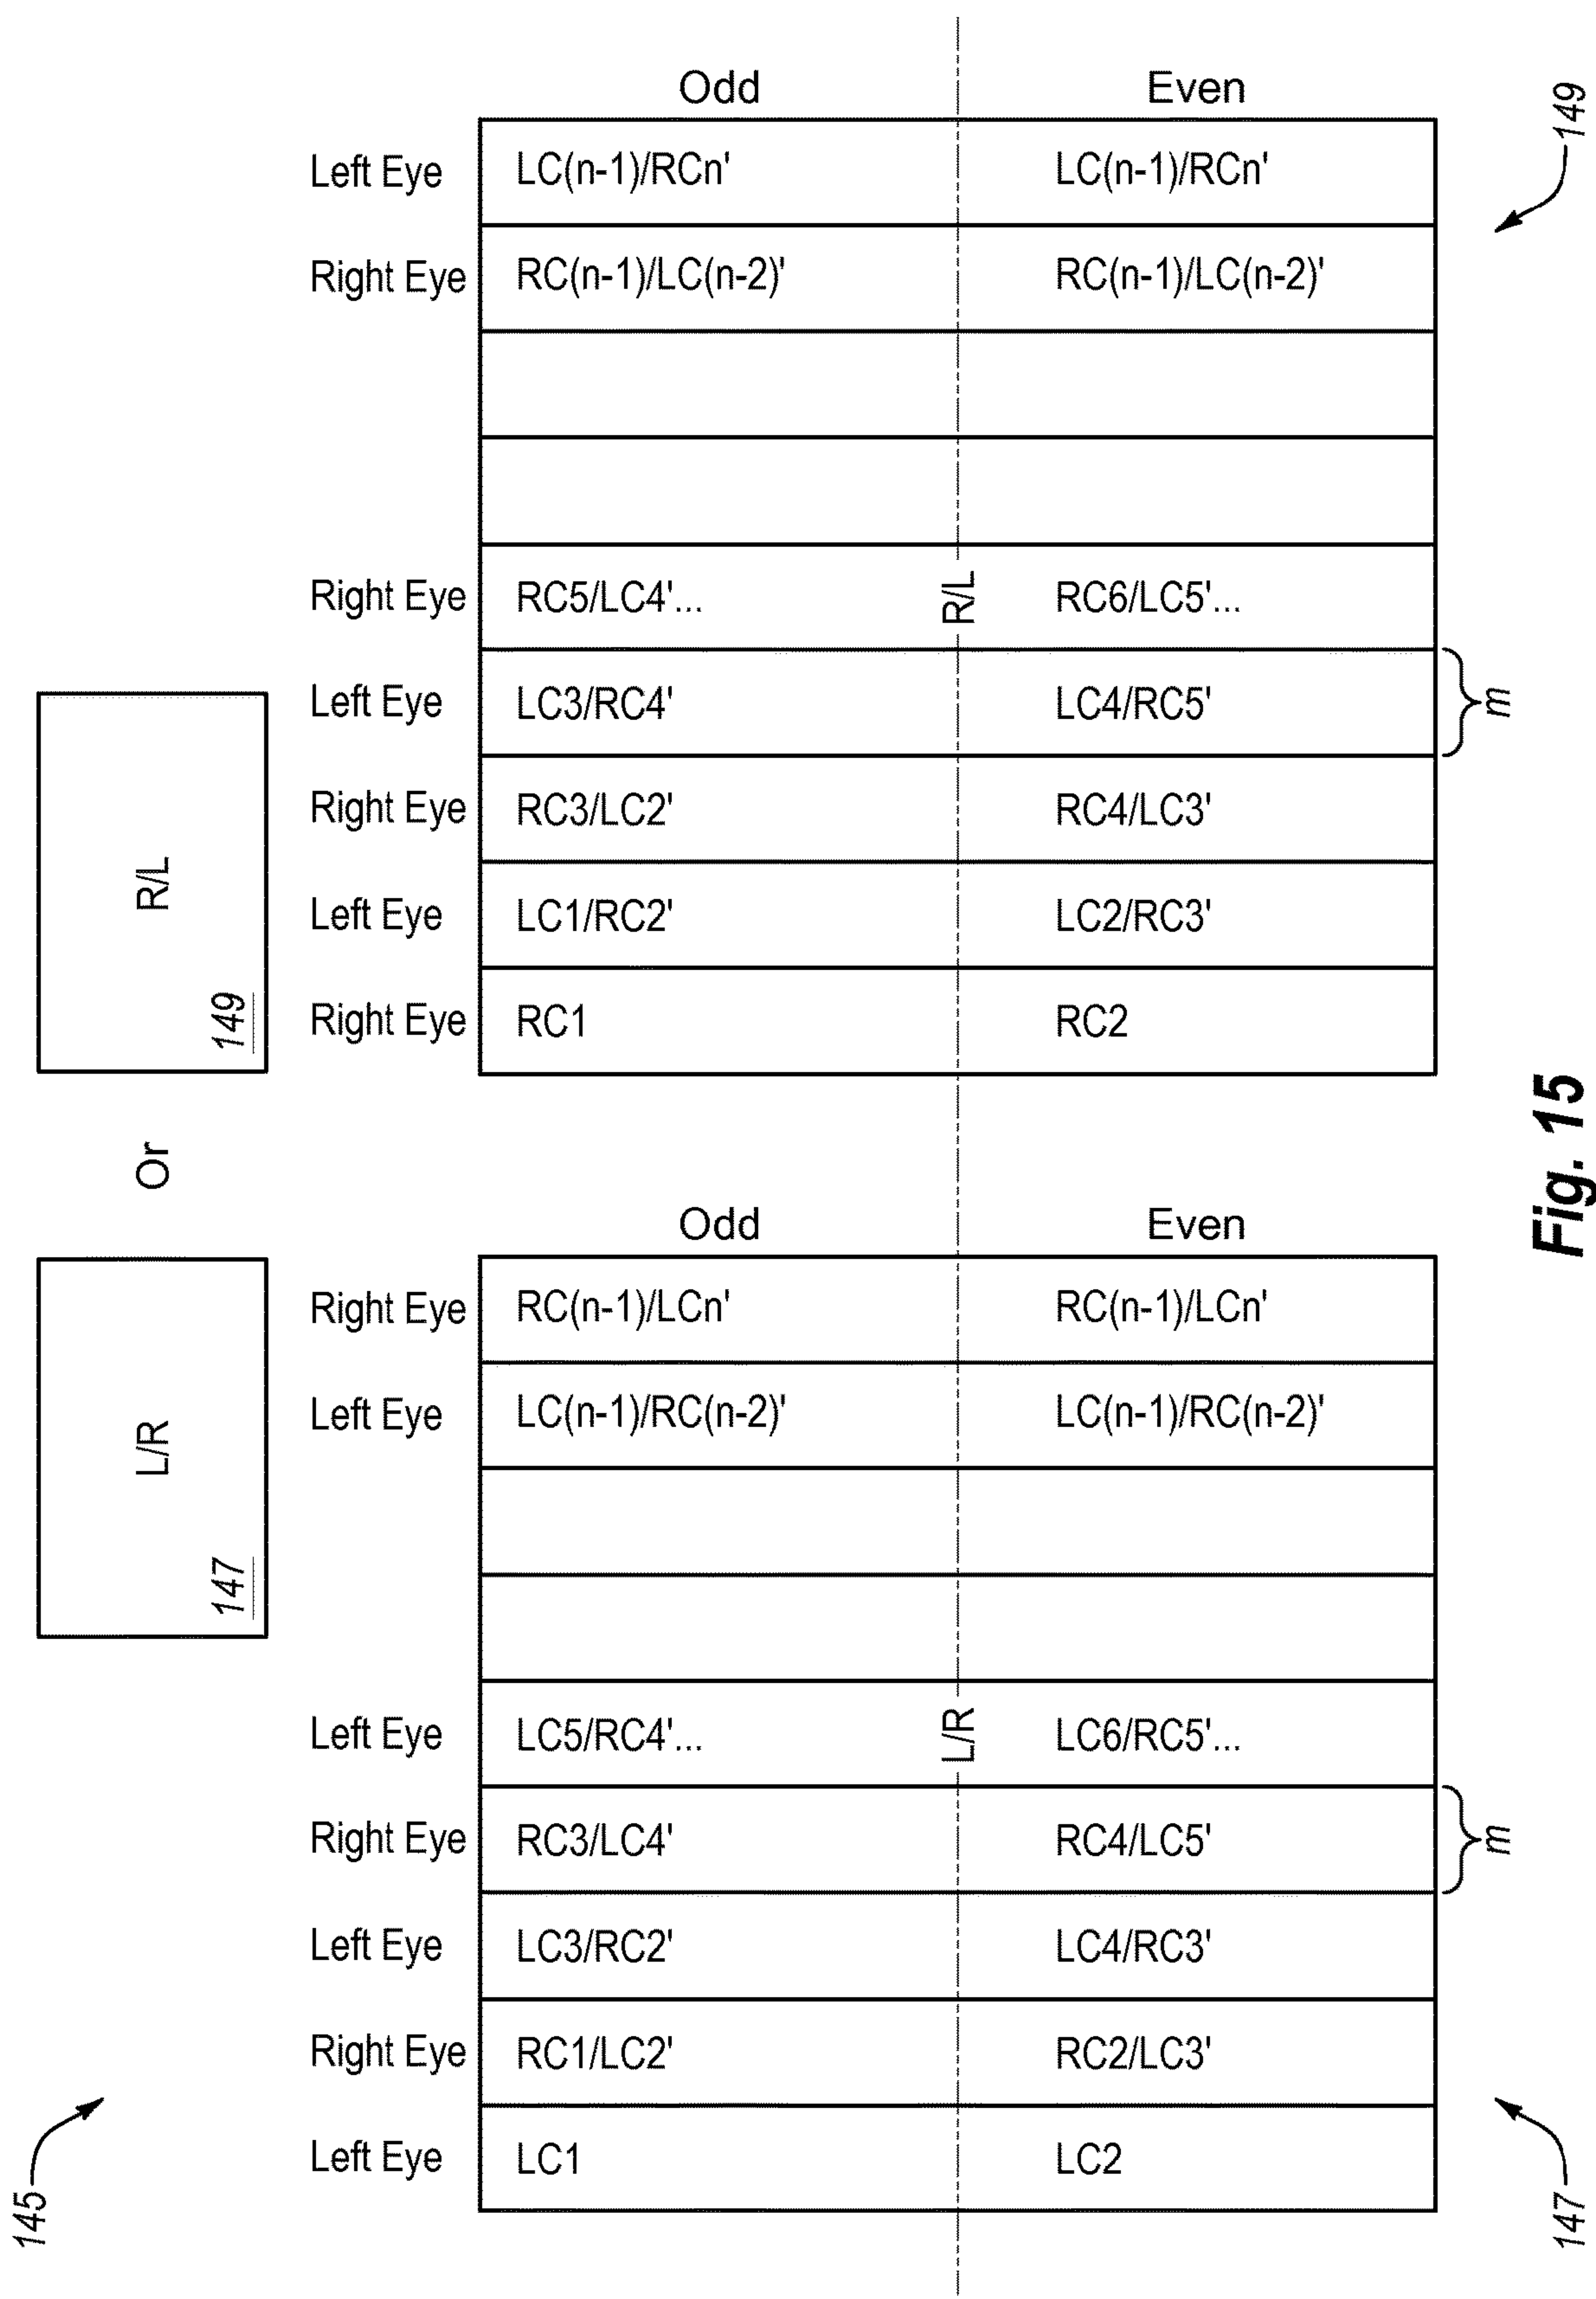 149
R/L
Or
147
L/R
145
Odd
Even
Left Eye
LC(n-1)/RCn'
LC(n-1)/RCn'
149
Right Eye
RC(n-1)/LC(n-2)'
RC(n-1)/LC(n-2)'
Right Eye
RC5/LC4'...
R/L
RC6/LC5'...
Left Eye
LC3/RC4'
LC4/RC5'
m
Right Eye
RC3/LC2'
RC4/LC3'
Left Eye
LC1/RC2'
LC2/RC3'
Right Eye
RC1
RC2
Fig. 15
Odd
Even
Right Eye
RC(n-1)/LCn'
RC(n-1)/LCn'
Left Eye
LC(n-1)/RC(n-2)'
LC(n-1)/RC(n-2)'
Left Eye
LC5/RC4'...
L/R
LC6/RC5'...
Right Eye
RC3/LC4'
RC4/LC5'
m
Left Eye
LC3/RC2'
LC4/RC3'
Right Eye
RC1/LC2'
RC2/LC3'
Left Eye
LC1
LC2
147